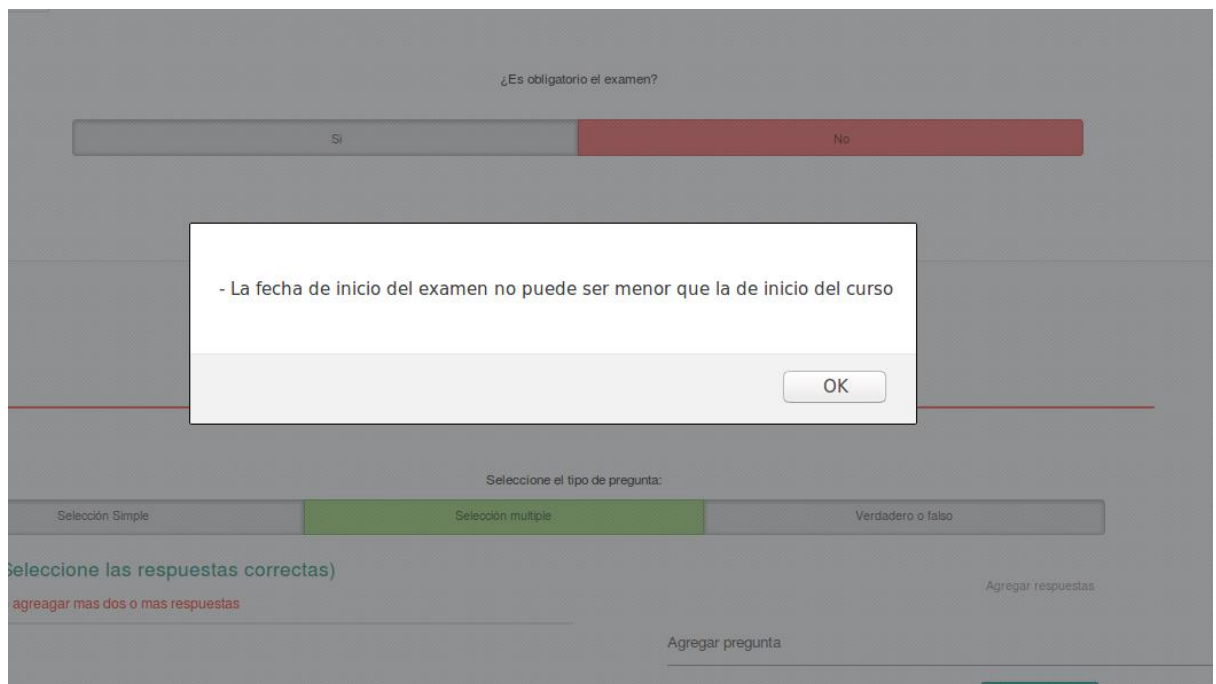 ¿Es obligatorio el examen?
Si No
- La fecha de inicio del examen no puede ser menor que la de inicio del curso
OK
Seleccione el tipo de pregunta:
Selección Simple Selección multiple Verdadero o falso
Seleccione las respuestas correctas)
Agregar respuestas
agreagar mas dos o mas respuestas
Agregar pregunta